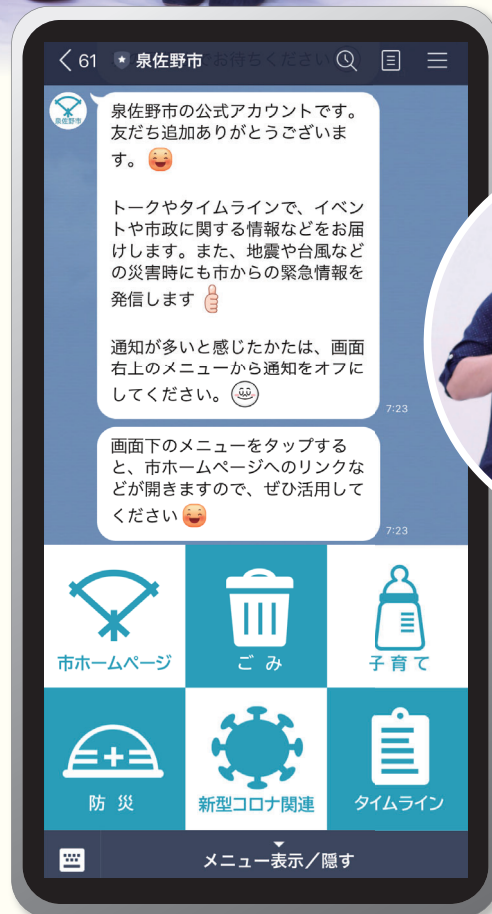 61
泉佐野市
でお待ちください
泉佐野市
泉佐野市の公式アカウントです。
友だち追加ありがとうございま
す。
トークやタイムラインで、イベン
トや市政に関する情報などをお届
けします。また、地震や台風など
の災害時にも市からの緊急情報を
発信します
通知が多いと感じたかたは、画面
右上のメニューから通知をオフに
してください。
7:23
画面下のメニューをタップする
と、市ホームページへのリンクな
どが開きますので、ぜひ活用して
ください
7:23
市ホームページ
ごみ
子育て
防災
新型コロナ関連
タイムライン
メニュー表示／隠す